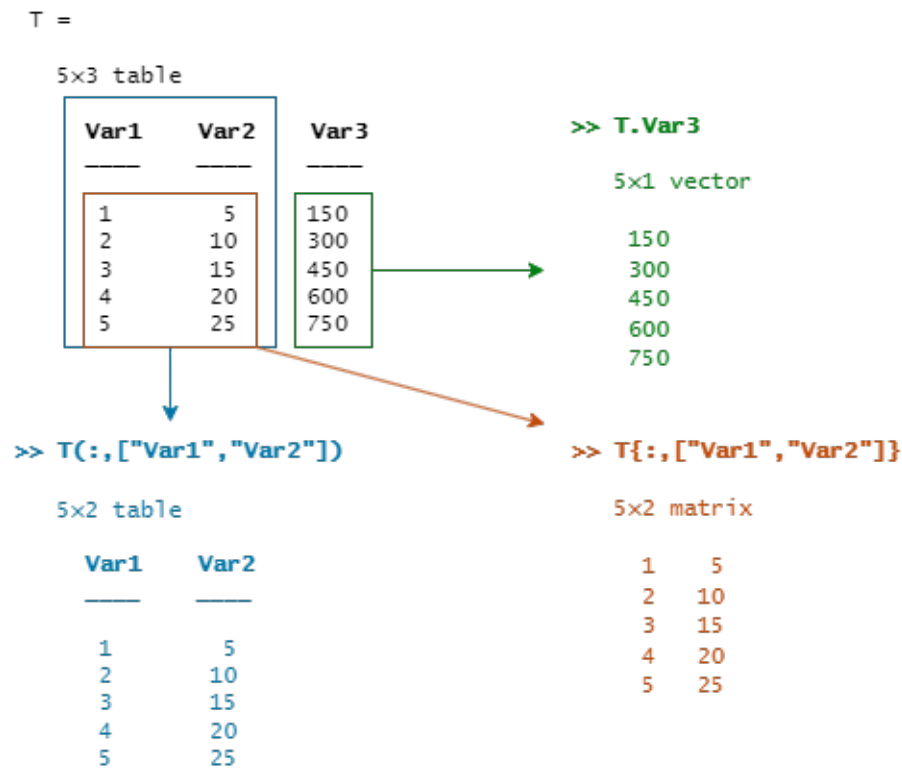 T =
5×3 table
Var1 Var2 Var3
____ ____ ____
1 5 150
2 10 300
3 15 450
4 20 600
5 25 750
>> T.Var3
5×1 vector
150
300
450
600
750
>> T(:,["Var1","Var2"])
5×2 table
Var1 Var2
____ ____
1 5
2 10
3 15
4 20
5 25
>> T{:,["Var1","Var2"]}
5×2 matrix
1 5
2 10
3 15
4 20
5 25